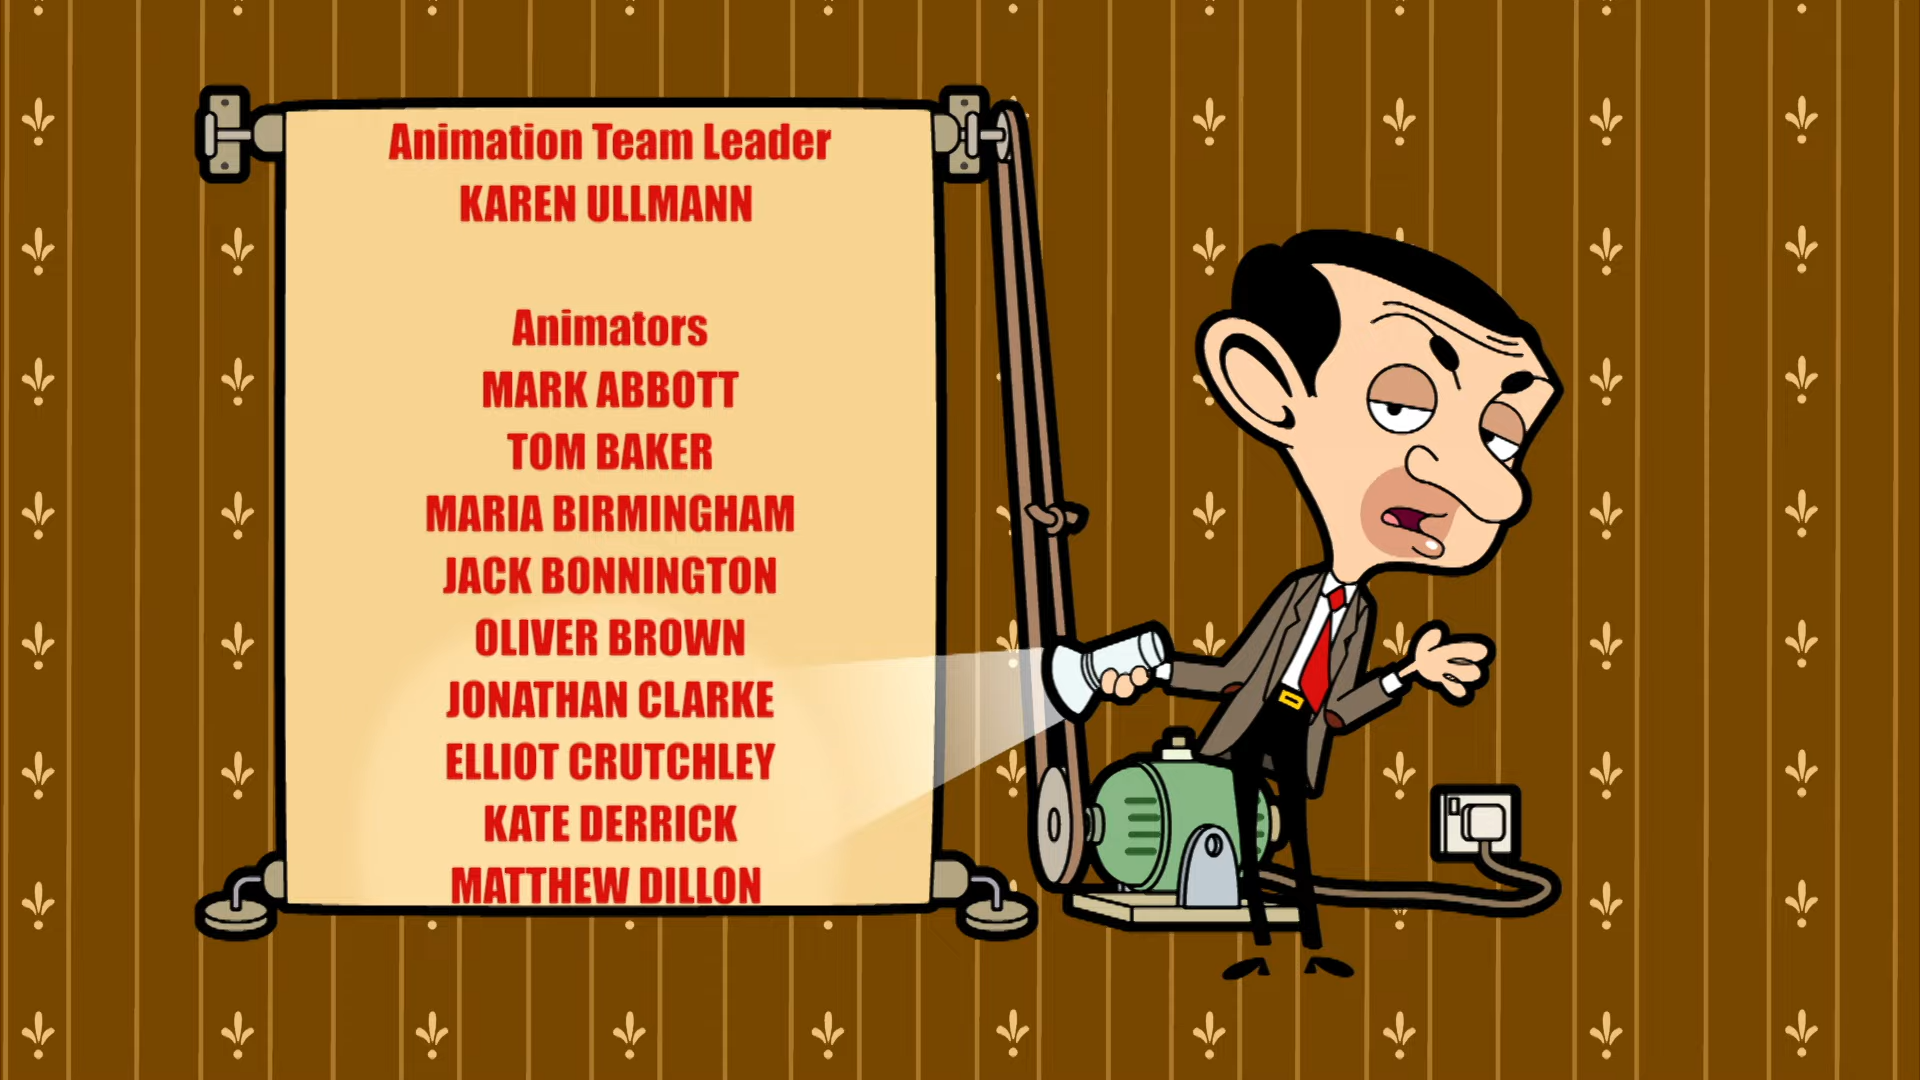 Animation Team Leader
KAREN ULLMANN
Animators
MARK ABBOTT
TOM BAKER
MARIA BIRMINGHAM
JACK BONNINGTON
OLIVER BROWN
JONATHAN CLARKE
ELLIOT CRUTCHLEY
KATE DERRICK
MATTHEW DILLON